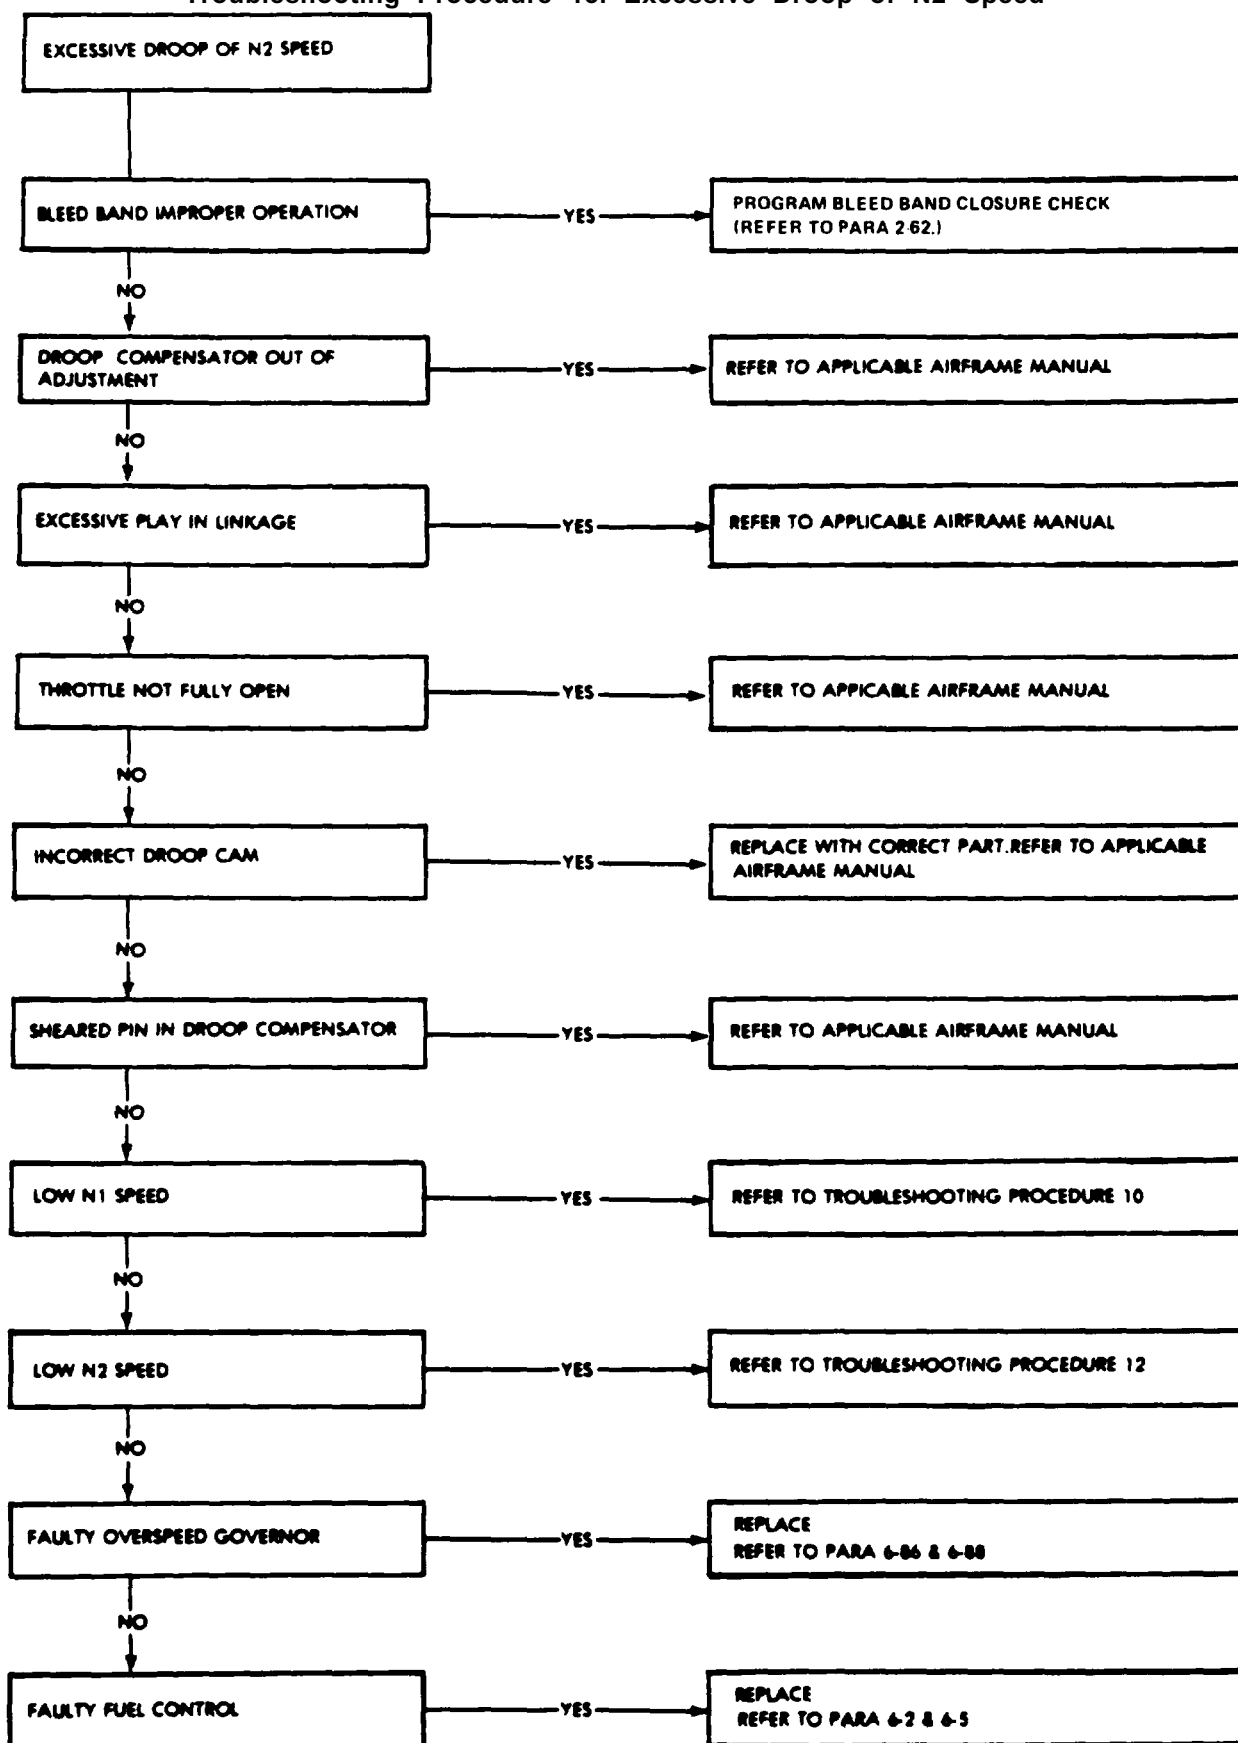 Troubleshooting Procedure for Excessive Droop of N2 Speed
EXCESSIVE DROOP OF N2 SPEED
BLEED BAND IMPROPER OPERATION
YES
PROGRAM BLEED BAND CLOSURE CHECK
(REFER TO PARA 2-62.)
NO
DROOP COMPENSATOR OUT OF
ADJUSTMENT
YES
REFER TO APPLICABLE AIRFRAME MANUAL
NO
EXCESSIVE PLAY IN LINKAGE
YES
REFER TO APPLICABLE AIRFRAME MANUAL
NO
THROTTLE NOT FULLY OPEN
YES
REFER TO APPICABLE AIRFRAME MANUAL
NO
INCORRECT DROOP CAM
YES
REPLACE WITH CORRECT PART.REFER TO APPLICABLE
AIRFRAME MANUAL
NO
SHEARED PIN IN DROOP COMPENSATOR
YES
REFER TO APPLICABLE AIRFRAME MANUAL
NO
LOW N1 SPEED
YES
REFER TO TROUBLESHOOTING PROCEDURE 10
NO
LOW N2 SPEED
YES
REFER TO TROUBLESHOOTING PROCEDURE 12
NO
FAULTY OVERSPEED GOVERNOR
YES
REPLACE
REFER TO PARA 6-86 & 6-88
NO
FAULTY FUEL CONTROL
YES
REPLACE
REFER TO PARA 6-2 & 6-5